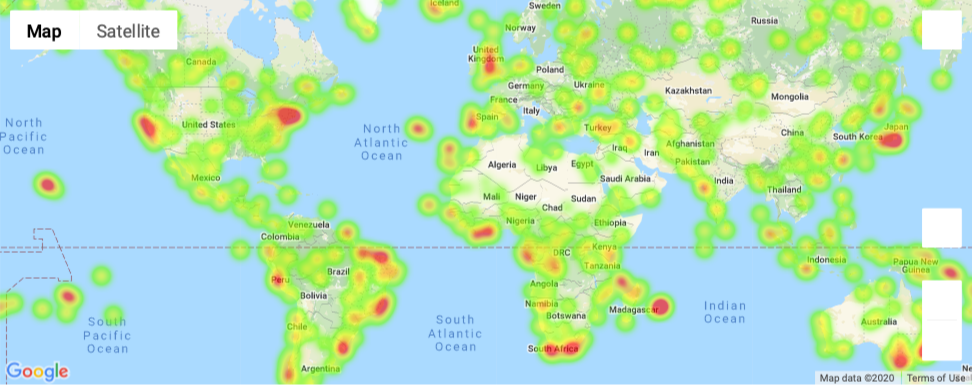 Map
Satellite
Iceland
Sweden
Russia
Norway
Canada
United
Kingdom
Poland
Germany
Ukraine
Kazakhstan
Mongolia
France
Italy
Spain
Turkey
North
Pacific
Ocean
United States
North
Atlantic
Ocean
China
South Korea
Japan
Afghanistan
Iraq
Iran
Pakistan
Algeria
Libya
Egypt
Saudi Arabia
Mexico
India
Thailand
Mali
Niger
Chad
Sudan
Nigeria
Ethiopia
Venezuela
Colombia
DRC
Kenya
Tanzania
Indonesia
Papua New
Guinea
Brazil
Peru
Bolivia
Angola
Namibia
Botswana
Madagascar
Indian
Ocean
South
Pacific
Ocean
South
Atlantic
Ocean
Australia
Chile
South Africa
Argentina
Google
Map data ©2020
Terms of Use